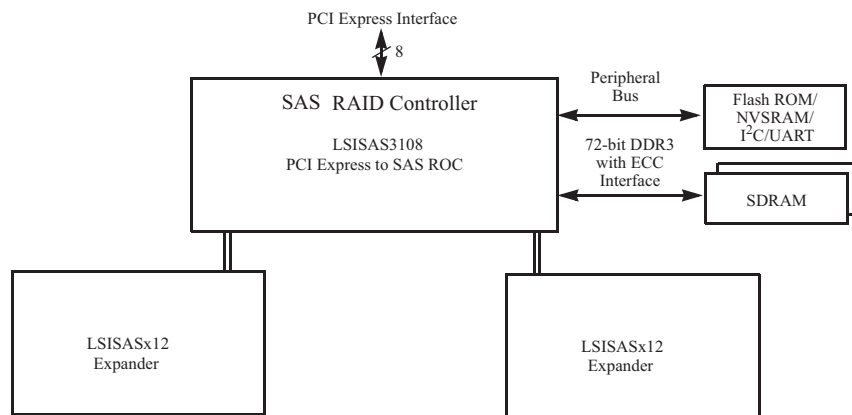 PCI Express Interface
8
SAS RAID Controller
LSISAS3108
PCI Express to SAS ROC
Peripheral
Bus
Flash ROM/
NVSRAM/
I²C/UART
72-bit DDR3
with ECC
Interface
SDRAM
LSISASx12
Expander
LSISASx12
Expander